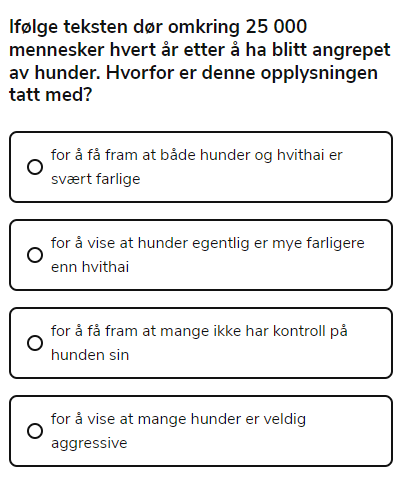 Ifølge teksten dør omkring 25 000
mennesker hvert år etter å ha blitt angrepet
av hunder. Hvorfor er denne opplysningen
tatt med?
for å få fram at både hunder og hvithai er
svært farlige
for å vise at hunder egentlig er mye farligere
enn hvithai
for å få fram at mange ikke har kontroll på
hunden sin
for å vise at mange hunder er veldig
aggressive